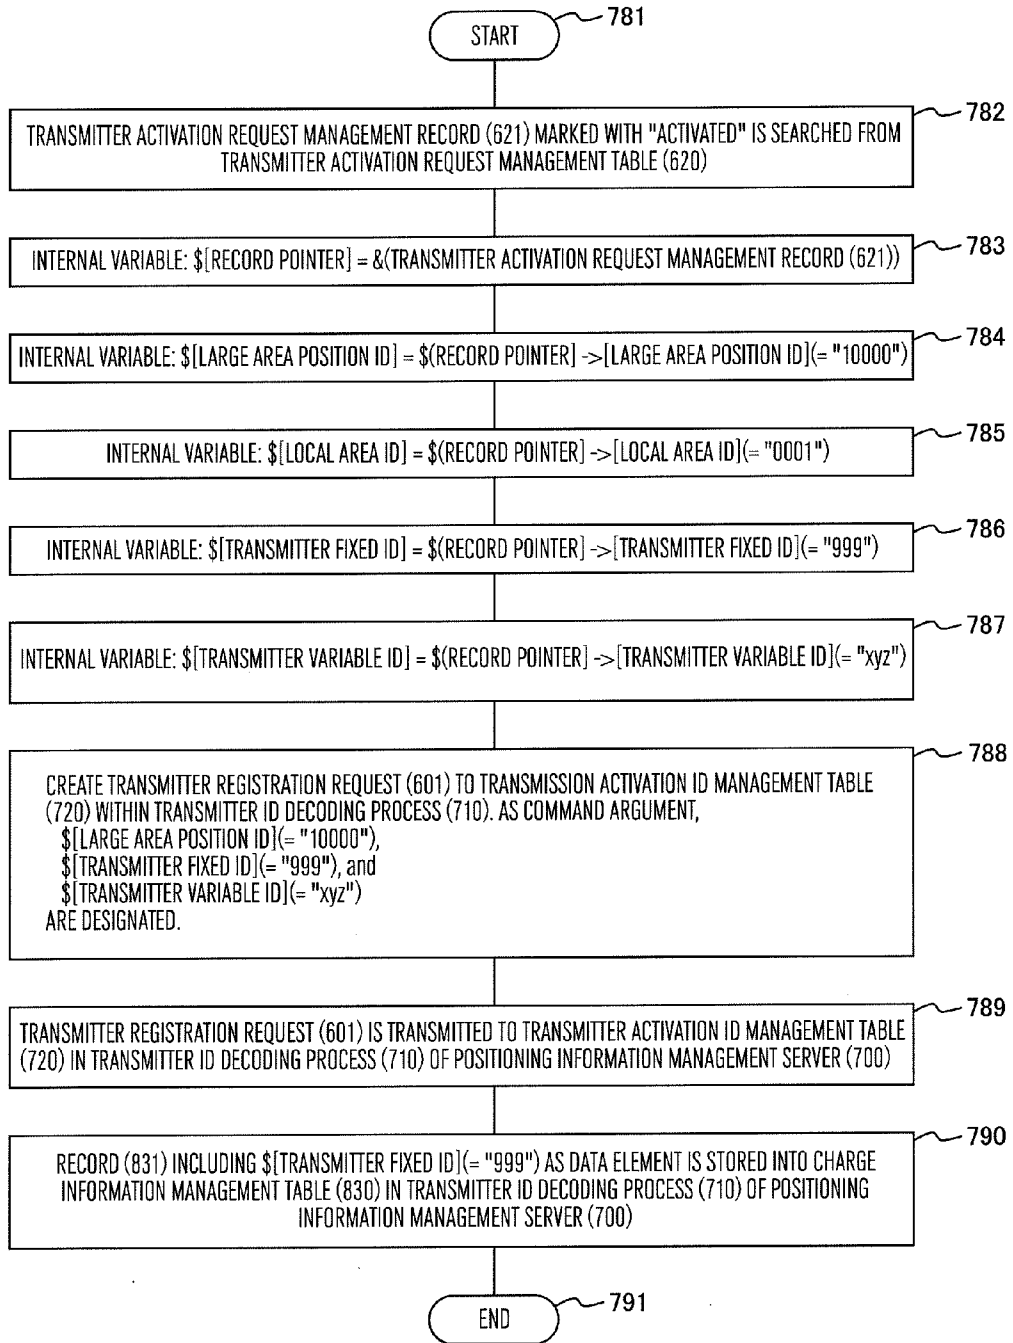 START
781
782
TRANSMITTER ACTIVATION REQUEST MANAGEMENT RECORD (621) MARKED WITH "ACTIVATED" IS SEARCHED FROM
TRANSMITTER ACTIVATION REQUEST MANAGEMENT TABLE (620)
783
INTERNAL VARIABLE: $[RECORD POINTER] = &(TRANSMITTER ACTIVATION REQUEST MANAGEMENT RECORD (621))
784
INTERNAL VARIABLE: $[LARGE AREA POSITION ID] = $(RECORD POINTER] ->[LARGE AREA POSITION ID](= "10000")
785
INTERNAL VARIABLE: $[LOCAL AREA ID] = $(RECORD POINTER] ->[LOCAL AREA ID](= "0001")
786
INTERNAL VARIABLE: $[TRANSMITTER FIXED ID] = $(RECORD POINTER] ->[TRANSMITTER FIXED ID](= "999")
787
INTERNAL VARIABLE: $[TRANSMITTER VARIABLE ID] = $(RECORD POINTER] ->[TRANSMITTER VARIABLE ID](= "xyz")
788
CREATE TRANSMITTER REGISTRATION REQUEST (601) TO TRANSMISSION ACTIVATION ID MANAGEMENT TABLE
(720) WITHIN TRANSMITTER ID DECODING PROCESS (710). AS COMMAND ARGUMENT,
$[LARGE AREA POSITION ID](= "10000"),
$[TRANSMITTER FIXED ID](= "999"), and
$[TRANSMITTER VARIABLE ID](= "xyz")
ARE DESIGNATED.
789
TRANSMITTER REGISTRATION REQUEST (601) IS TRANSMITTED TO TRANSMITTER ACTIVATION ID MANAGEMENT TABLE
(720) IN TRANSMITTER ID DECODING PROCESS (710) OF POSITIONING INFORMATION MANAGEMENT SERVER (700)
790
RECORD (831) INCLUDING $[TRANSMITTER FIXED ID](= "999") AS DATA ELEMENT IS STORED INTO CHARGE
INFORMATION MANAGEMENT TABLE (830) IN TRANSMITTER ID DECODING PROCESS (710) OF POSITIONING
INFORMATION MANAGEMENT SERVER (700)
END
791